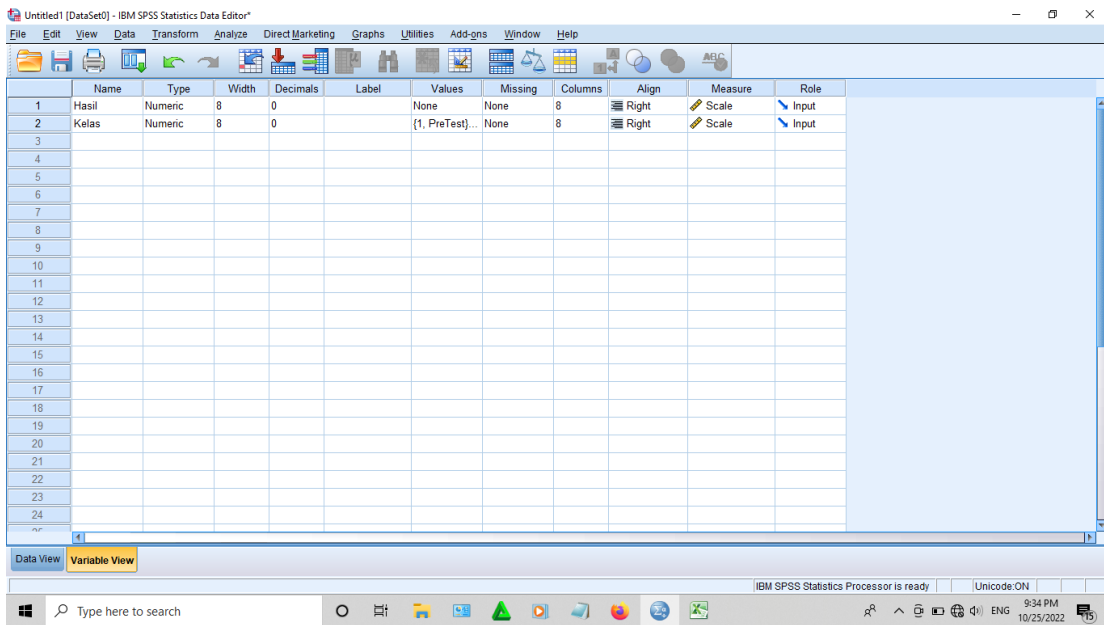 Untitled1 [DataSet0] - IBM SPSS Statistics Data Editor*
File Edit View Data Transform Analyze Direct Marketing Graphs Utilities Add-ons Window Help
Name Type Width Decimals Label Values Missing Columns Align Measure Role
1 Hasil Numeric 8 0 None None 8 Right Scale Input
2 Kelas Numeric 8 0 {1, PreTest}... None 8 Right Scale Input
3
4
5
6
7
8
9
10
11
12
13
14
15
16
17
18
19
20
21
22
23
24
Data View Variable View
IBM SPSS Statistics Processor is ready Unicode:ON
Type here to search ENG 9:34 PM
10/25/2022 15